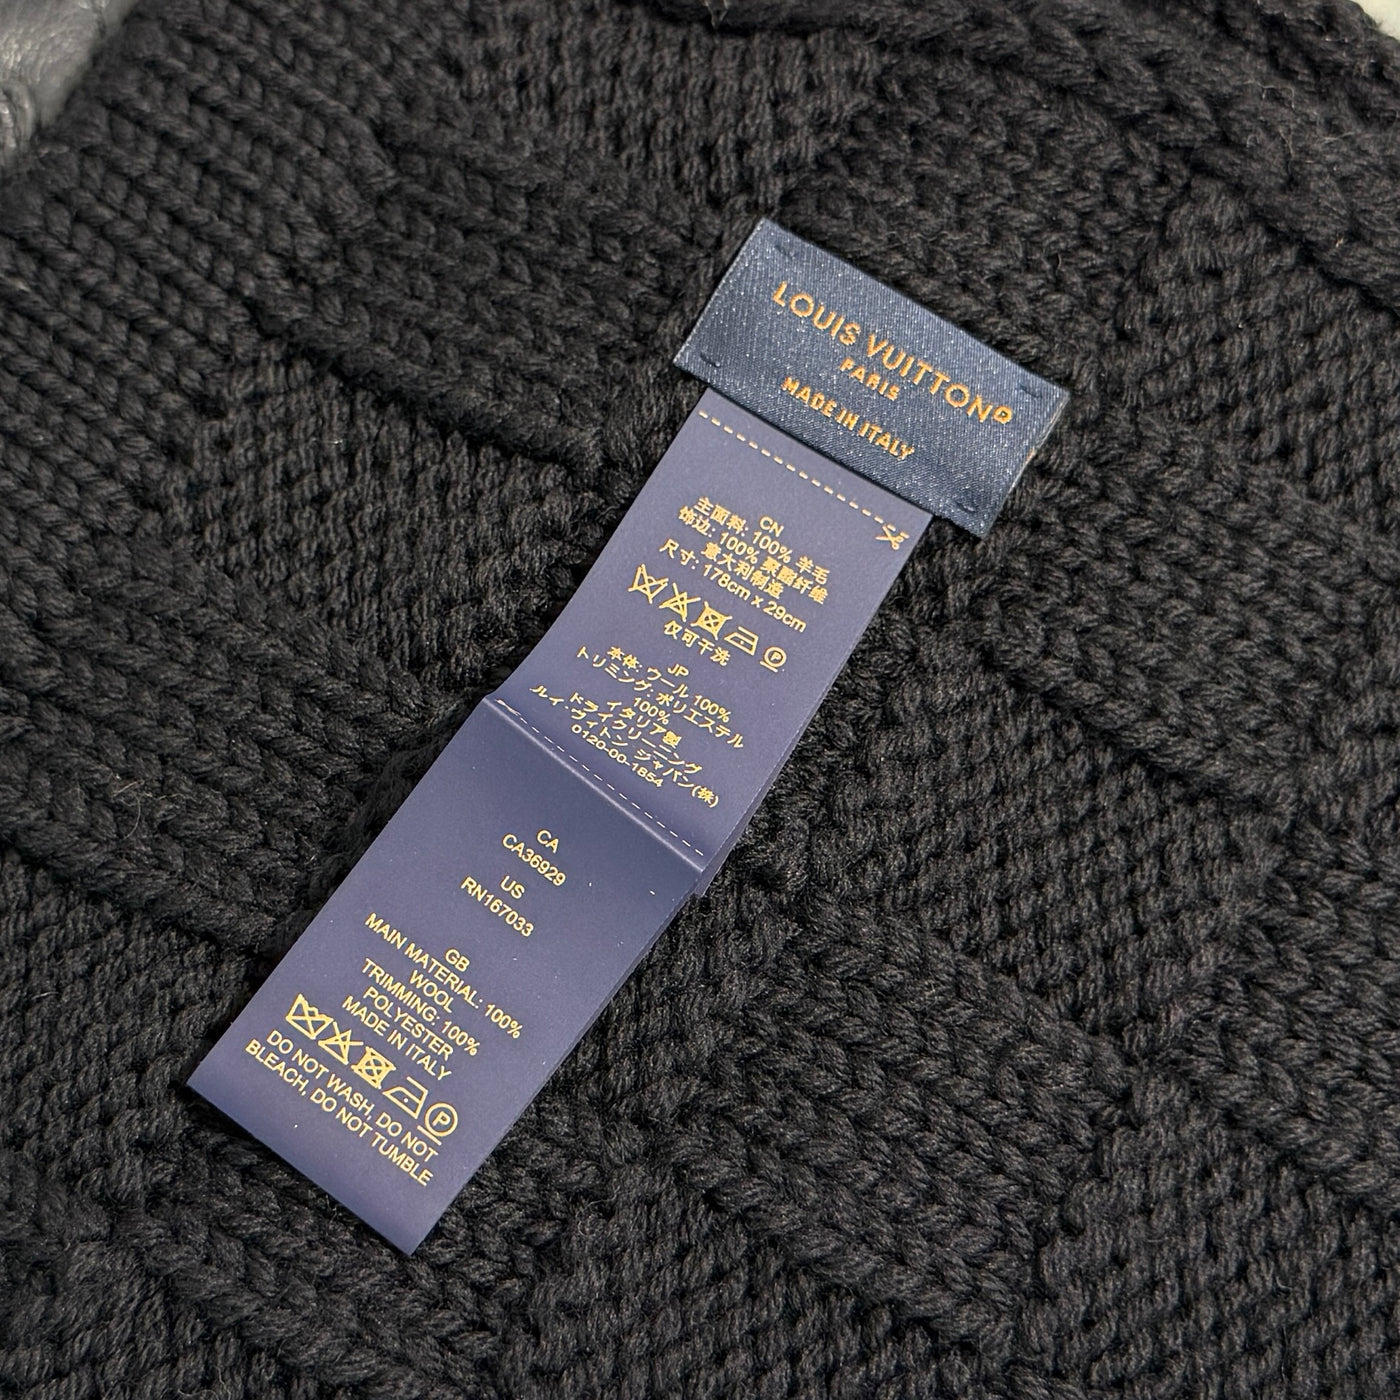 LOUIS VUITTON®
PARIS
MADE IN ITALY
CN
主面料: 100% 羊毛
饰边: 100% 聚酯纤维
意大利制造
尺寸: 178cm x 29cm
P
仅可干洗
JP
本体: ウール 100%
トリミング: ポリエステル
100%
イタリア製
ドライクリーニング
ルイ・ヴィトン ジャパン(株)
0120-00-1854
CA
CA36929
US
RN167033
GB
MAIN MATERIAL: 100%
WOOL
TRIMMING: 100%
POLYESTER
MADE IN ITALY
P
DO NOT WASH, DO NOT
BLEACH, DO NOT TUMBLE